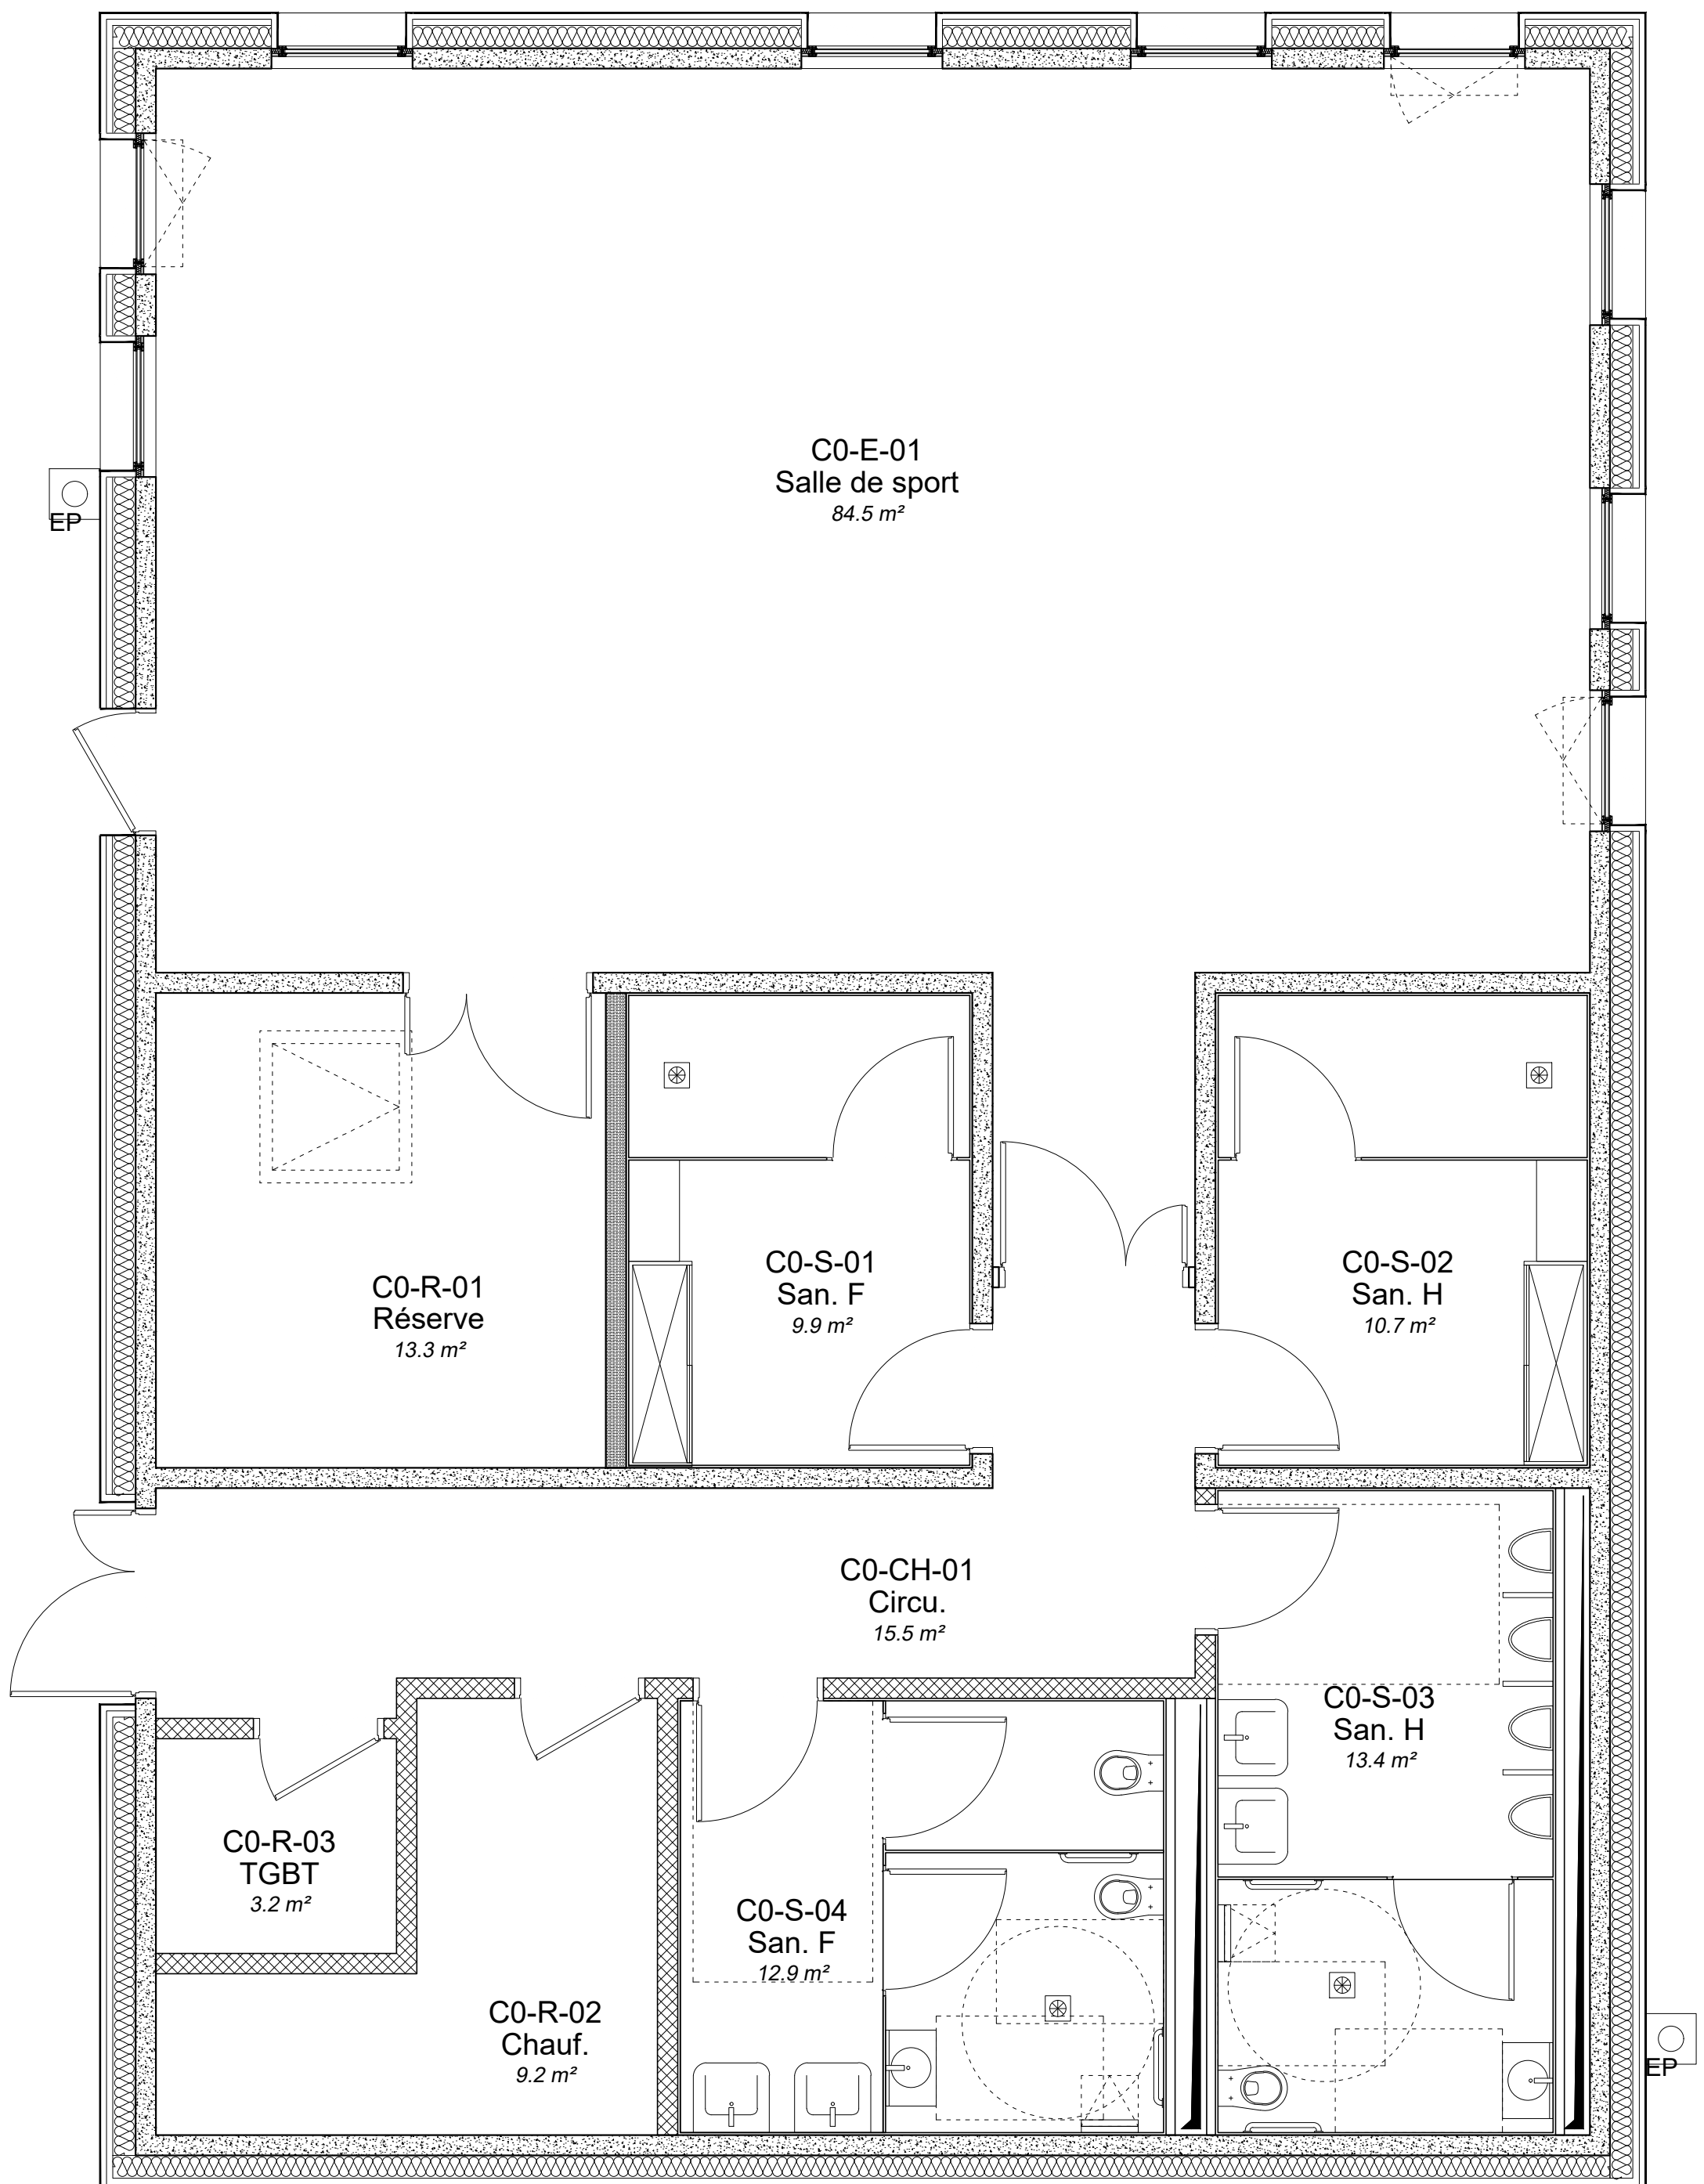 C0-E-01
Salle de sport
84.5 m²
EP
C0-R-01
Réserve
13.3 m²
C0-S-01
San. F
9.9 m²
C0-S-02
San. H
10.7 m²
C0-CH-01
Circu.
15.5 m²
C0-S-03
San. H
13.4 m²
C0-R-03
TGBT
3.2 m²
C0-S-04
San. F
12.9 m²
C0-R-02
Chauf.
9.2 m²
EP